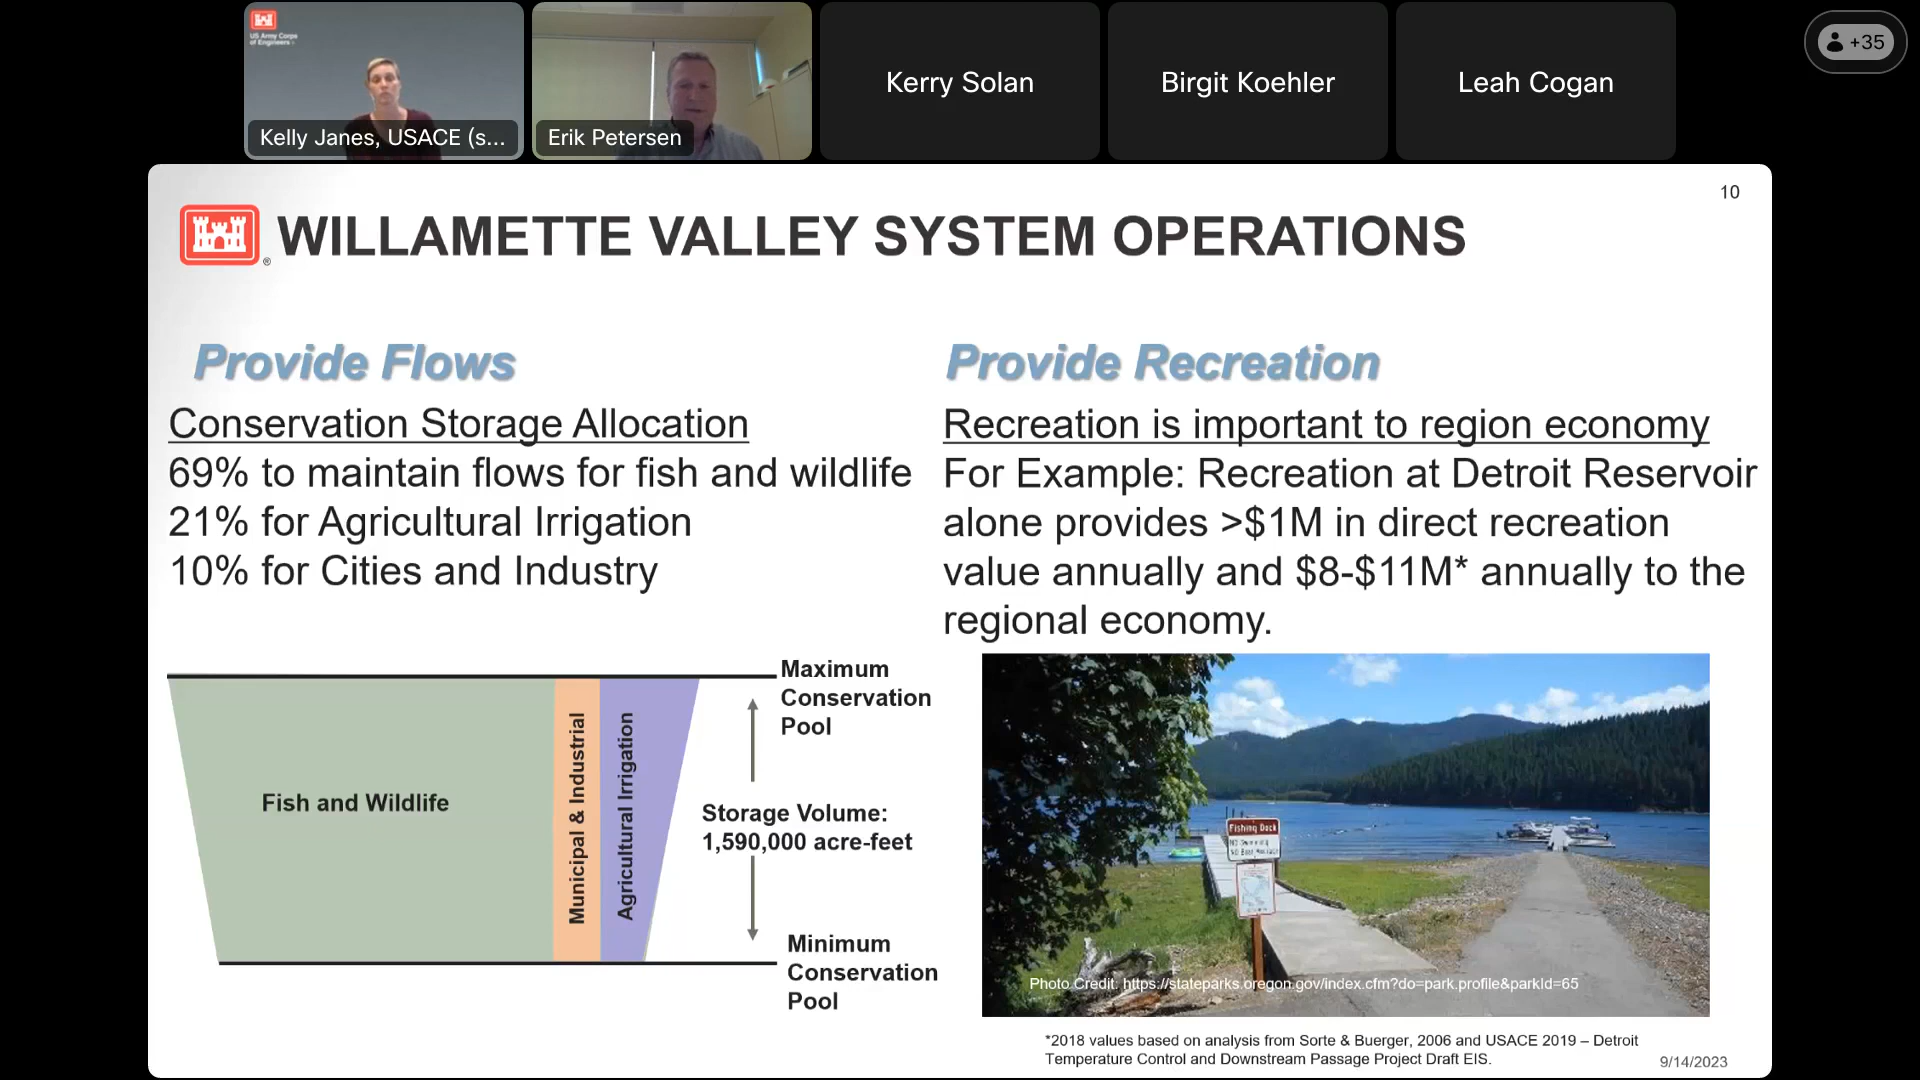 US Army Corps
of Engineers
Kelly Janes, USACE (s...
Erik Petersen
Kerry Solan
Birgit Koehler
Leah Cogan
+35
10
WILLAMETTE VALLEY SYSTEM OPERATIONS
Provide Flows
Conservation Storage Allocation
69% to maintain flows for fish and wildlife
21% for Agricultural Irrigation
10% for Cities and Industry
Provide Recreation
Recreation is important to region economy
For Example: Recreation at Detroit Reservoir
alone provides >$1M in direct recreation
value annually and $8-$11M* annually to the
regional economy.
Maximum
Conservation
Pool
Fish and Wildlife
Municipal & Industrial
Agricultural Irrigation
Storage Volume:
1,590,000 acre-feet
Minimum
Conservation
Pool
Fishing Dock
Photo Credit: https://stateparks.oregon.gov/index.cfm?do=park.profile&parkId=65
*2018 values based on analysis from Sorte & Buerger, 2006 and USACE 2019 – Detroit
Temperature Control and Downstream Passage Project Draft EIS.
9/14/2023